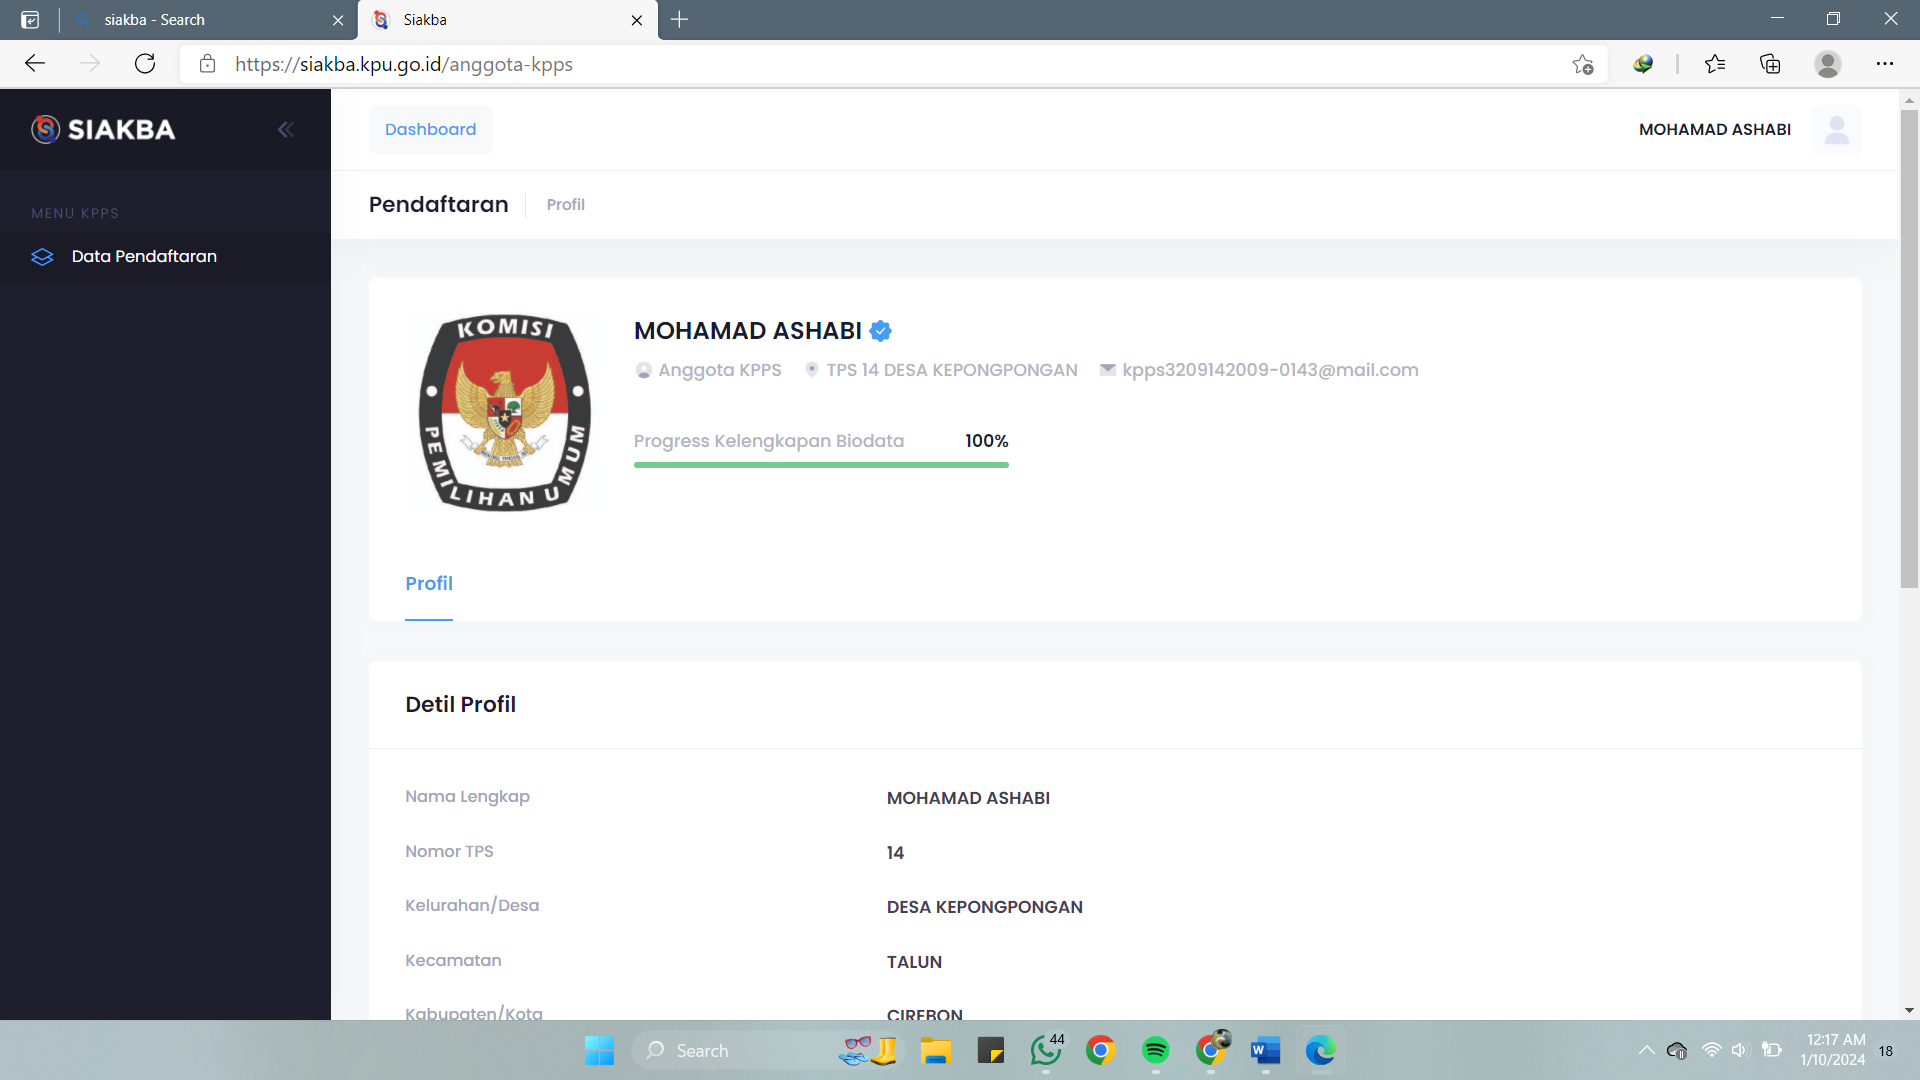 siakba - Search
Siakba
https://siakba.kpu.go.id/anggota-kpps
SIAKBA
Dashboard
MOHAMAD ASHABI
MENU KPPS
Data Pendaftaran
Pendaftaran
Profil
KOMISI
PEMILIHAN UMUM
MOHAMAD ASHABI
Anggota KPPS
TPS 14 DESA KEPONGPONGAN
kpps3209142009-0143@mail.com
Progress Kelengkapan Biodata
100%
Profil
Detil Profil
Nama Lengkap
MOHAMAD ASHABI
Nomor TPS
14
Kelurahan/Desa
DESA KEPONGPONGAN
Kecamatan
TALUN
Kabupaten/Kota
CIREBON
Search
44
W
12:17 AM
1/10/2024
18